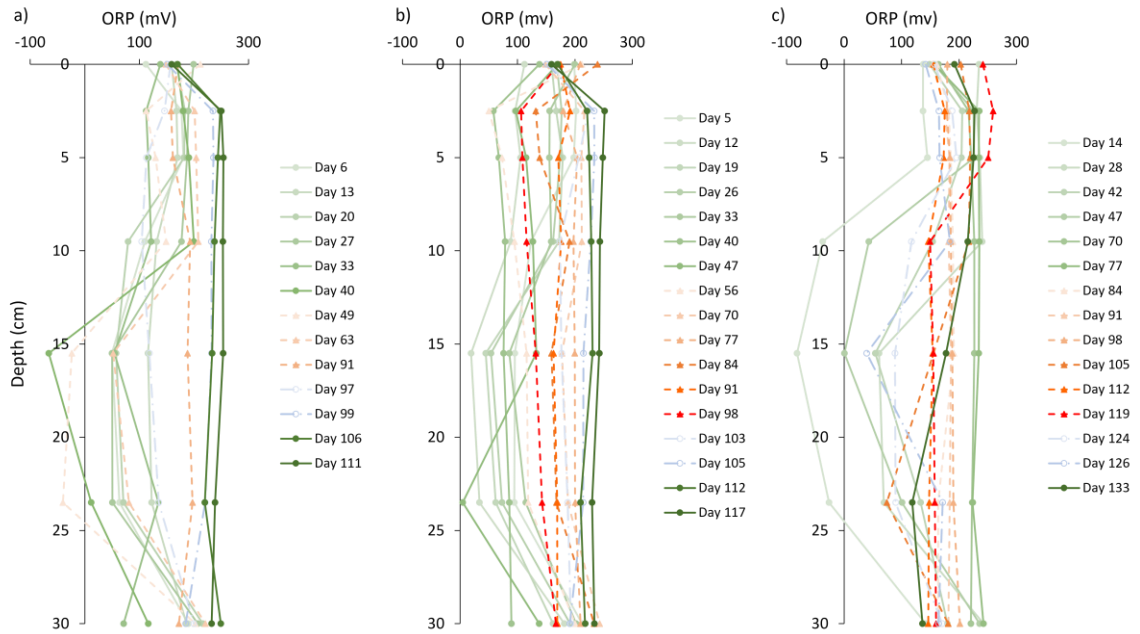 a)
ORP (mV)
-100
100
300
0
5
10
15
20
25
30
Depth (cm)
Day 6
Day 13
Day 20
Day 27
Day 33
Day 40
Day 49
Day 63
Day 91
Day 97
Day 99
Day 106
Day 111
b)
ORP (mv)
-100
0
100
200
300
0
5
10
15
20
25
30
Day 5
Day 12
Day 19
Day 26
Day 33
Day 40
Day 47
Day 56
Day 70
Day 77
Day 84
Day 91
Day 98
Day 103
Day 105
Day 112
Day 117
c)
ORP (mv)
-100
0
100
200
300
0
5
10
15
20
25
30
Day 14
Day 28
Day 42
Day 47
Day 70
Day 77
Day 84
Day 91
Day 98
Day 105
Day 112
Day 119
Day 124
Day 126
Day 133